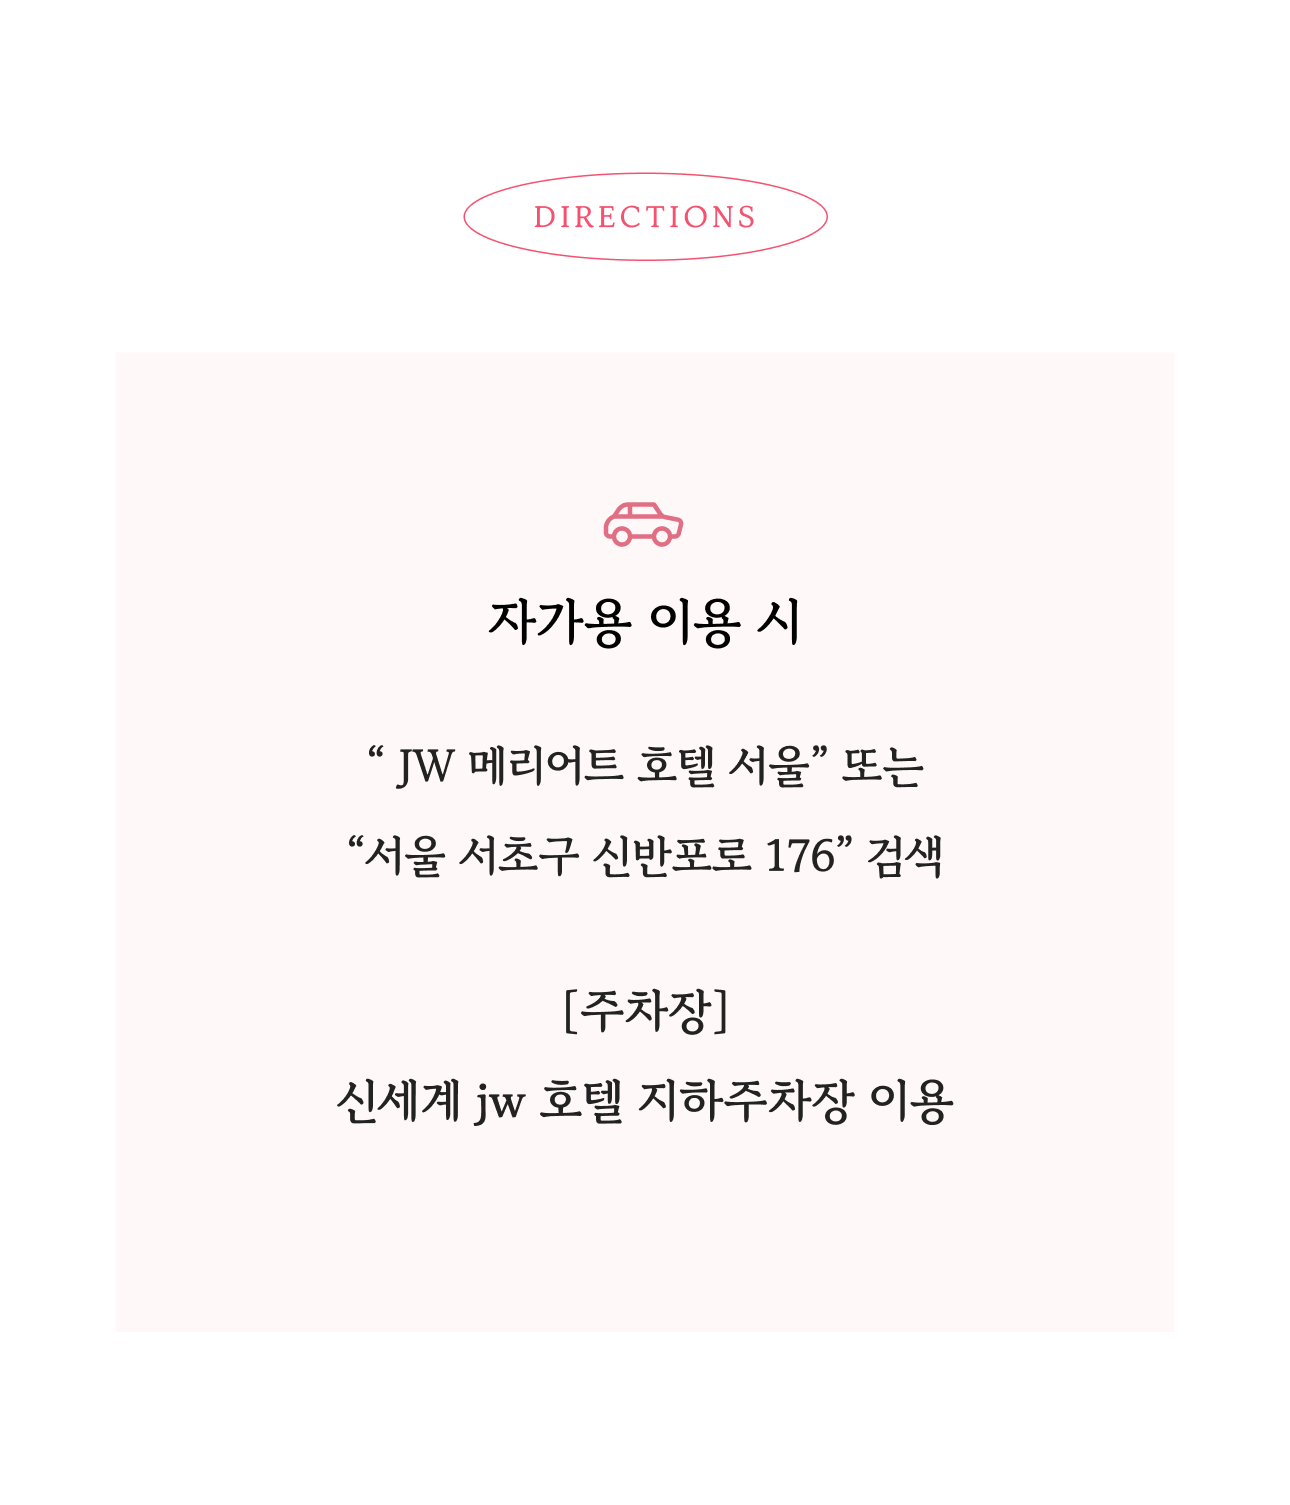 DIRECTIONS
자가용 이용 시
“ JW 메리어트 호텔 서울” 또는
“서울 서초구 신반포로 176” 검색
[주차장]
신세계 jw 호텔 지하주차장 이용